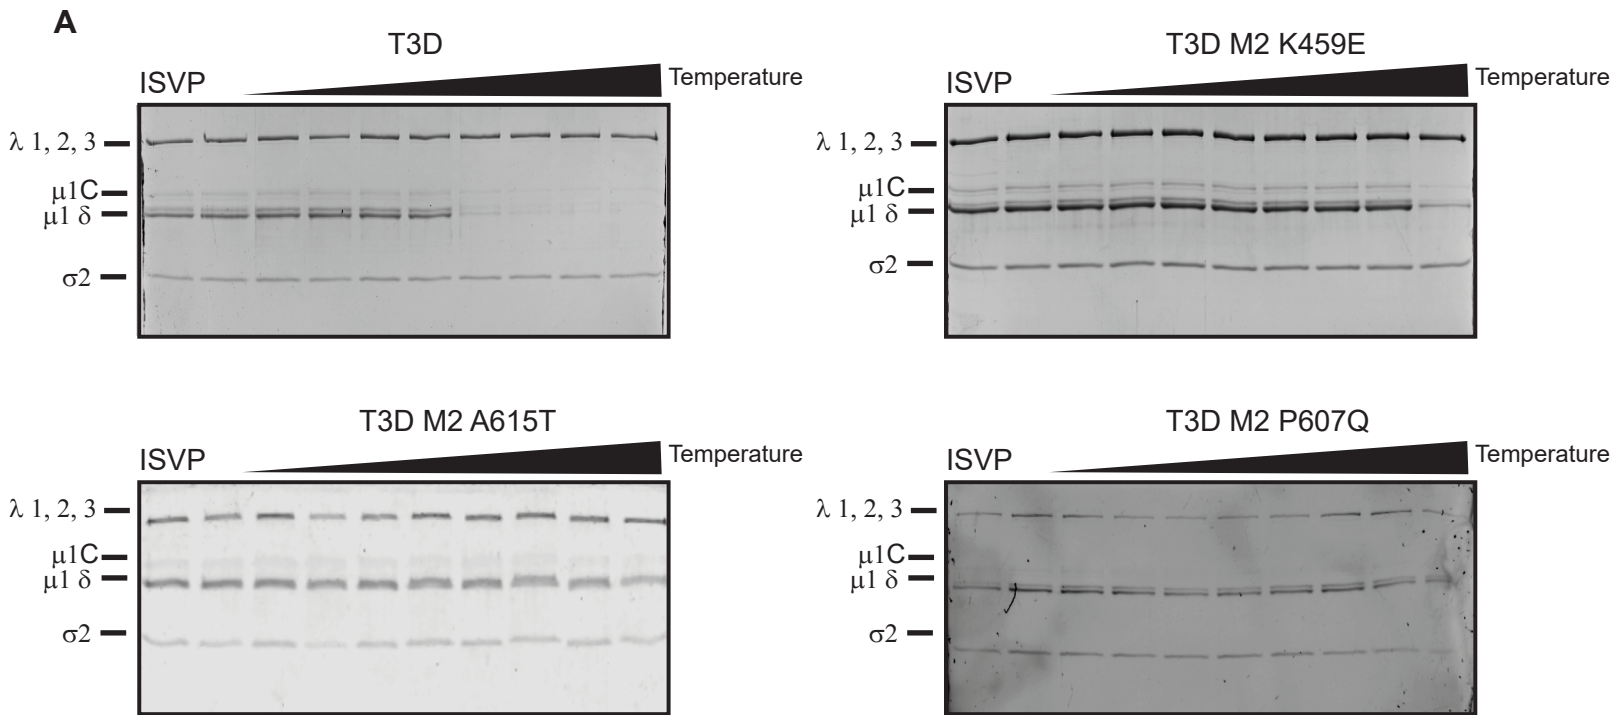 A
T3D
ISVP
Temperature
λ 1, 2, 3
μ1C
μ1 δ
σ2
T3D M2 K459E
ISVP
Temperature
λ 1, 2, 3
μ1C
μ1 δ
σ2
T3D M2 A615T
ISVP
Temperature
λ 1, 2, 3
μ1C
μ1 δ
σ2
T3D M2 P607Q
ISVP
Temperature
λ 1, 2, 3
μ1C
μ1 δ
σ2